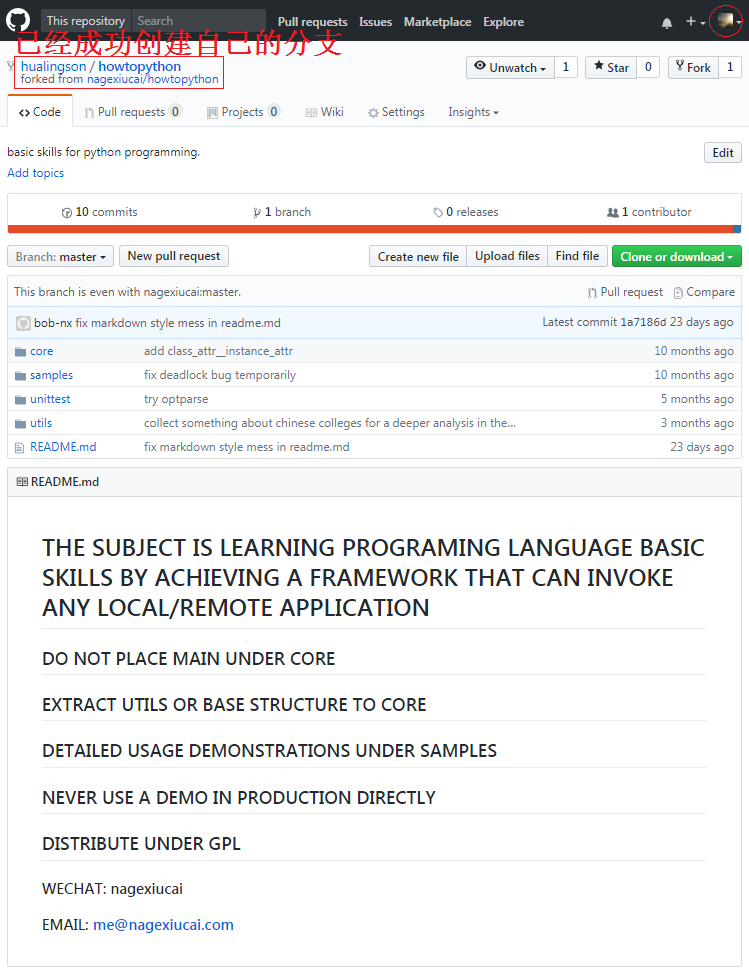 This repository Search Pull requests Issues Marketplace Explore
已经成功创建自己的分支
hualingson / howtopython
forked from nagexiucai/howtopython
Unwatch 1 Star 0 Fork 1
Code Pull requests 0 Projects 0 Wiki Settings Insights
basic skills for python programming. Edit
Add topics
10 commits 1 branch 0 releases 1 contributor
Branch: master New pull request Create new file Upload files Find file Clone or download
This branch is even with nagexiucai:master. Pull request Compare
bob-nx fix markdown style mess in readme.md Latest commit 1a7186d 23 days ago
core add class_attr__instance_attr 10 months ago
samples fix deadlock bug temporarily 10 months ago
unittest try optparse 5 months ago
utils collect something about chinese colleges for a deeper analysis in the... 3 months ago
README.md fix markdown style mess in readme.md 23 days ago
README.md
THE SUBJECT IS LEARNING PROGRAMING LANGUAGE BASIC
SKILLS BY ACHIEVING A FRAMEWORK THAT CAN INVOKE
ANY LOCAL/REMOTE APPLICATION
DO NOT PLACE MAIN UNDER CORE
EXTRACT UTILS OR BASE STRUCTURE TO CORE
DETAILED USAGE DEMONSTRATIONS UNDER SAMPLES
NEVER USE A DEMO IN PRODUCTION DIRECTLY
DISTRIBUTE UNDER GPL
WECHAT: nagexiucai
EMAIL: me@nagexiucai.com